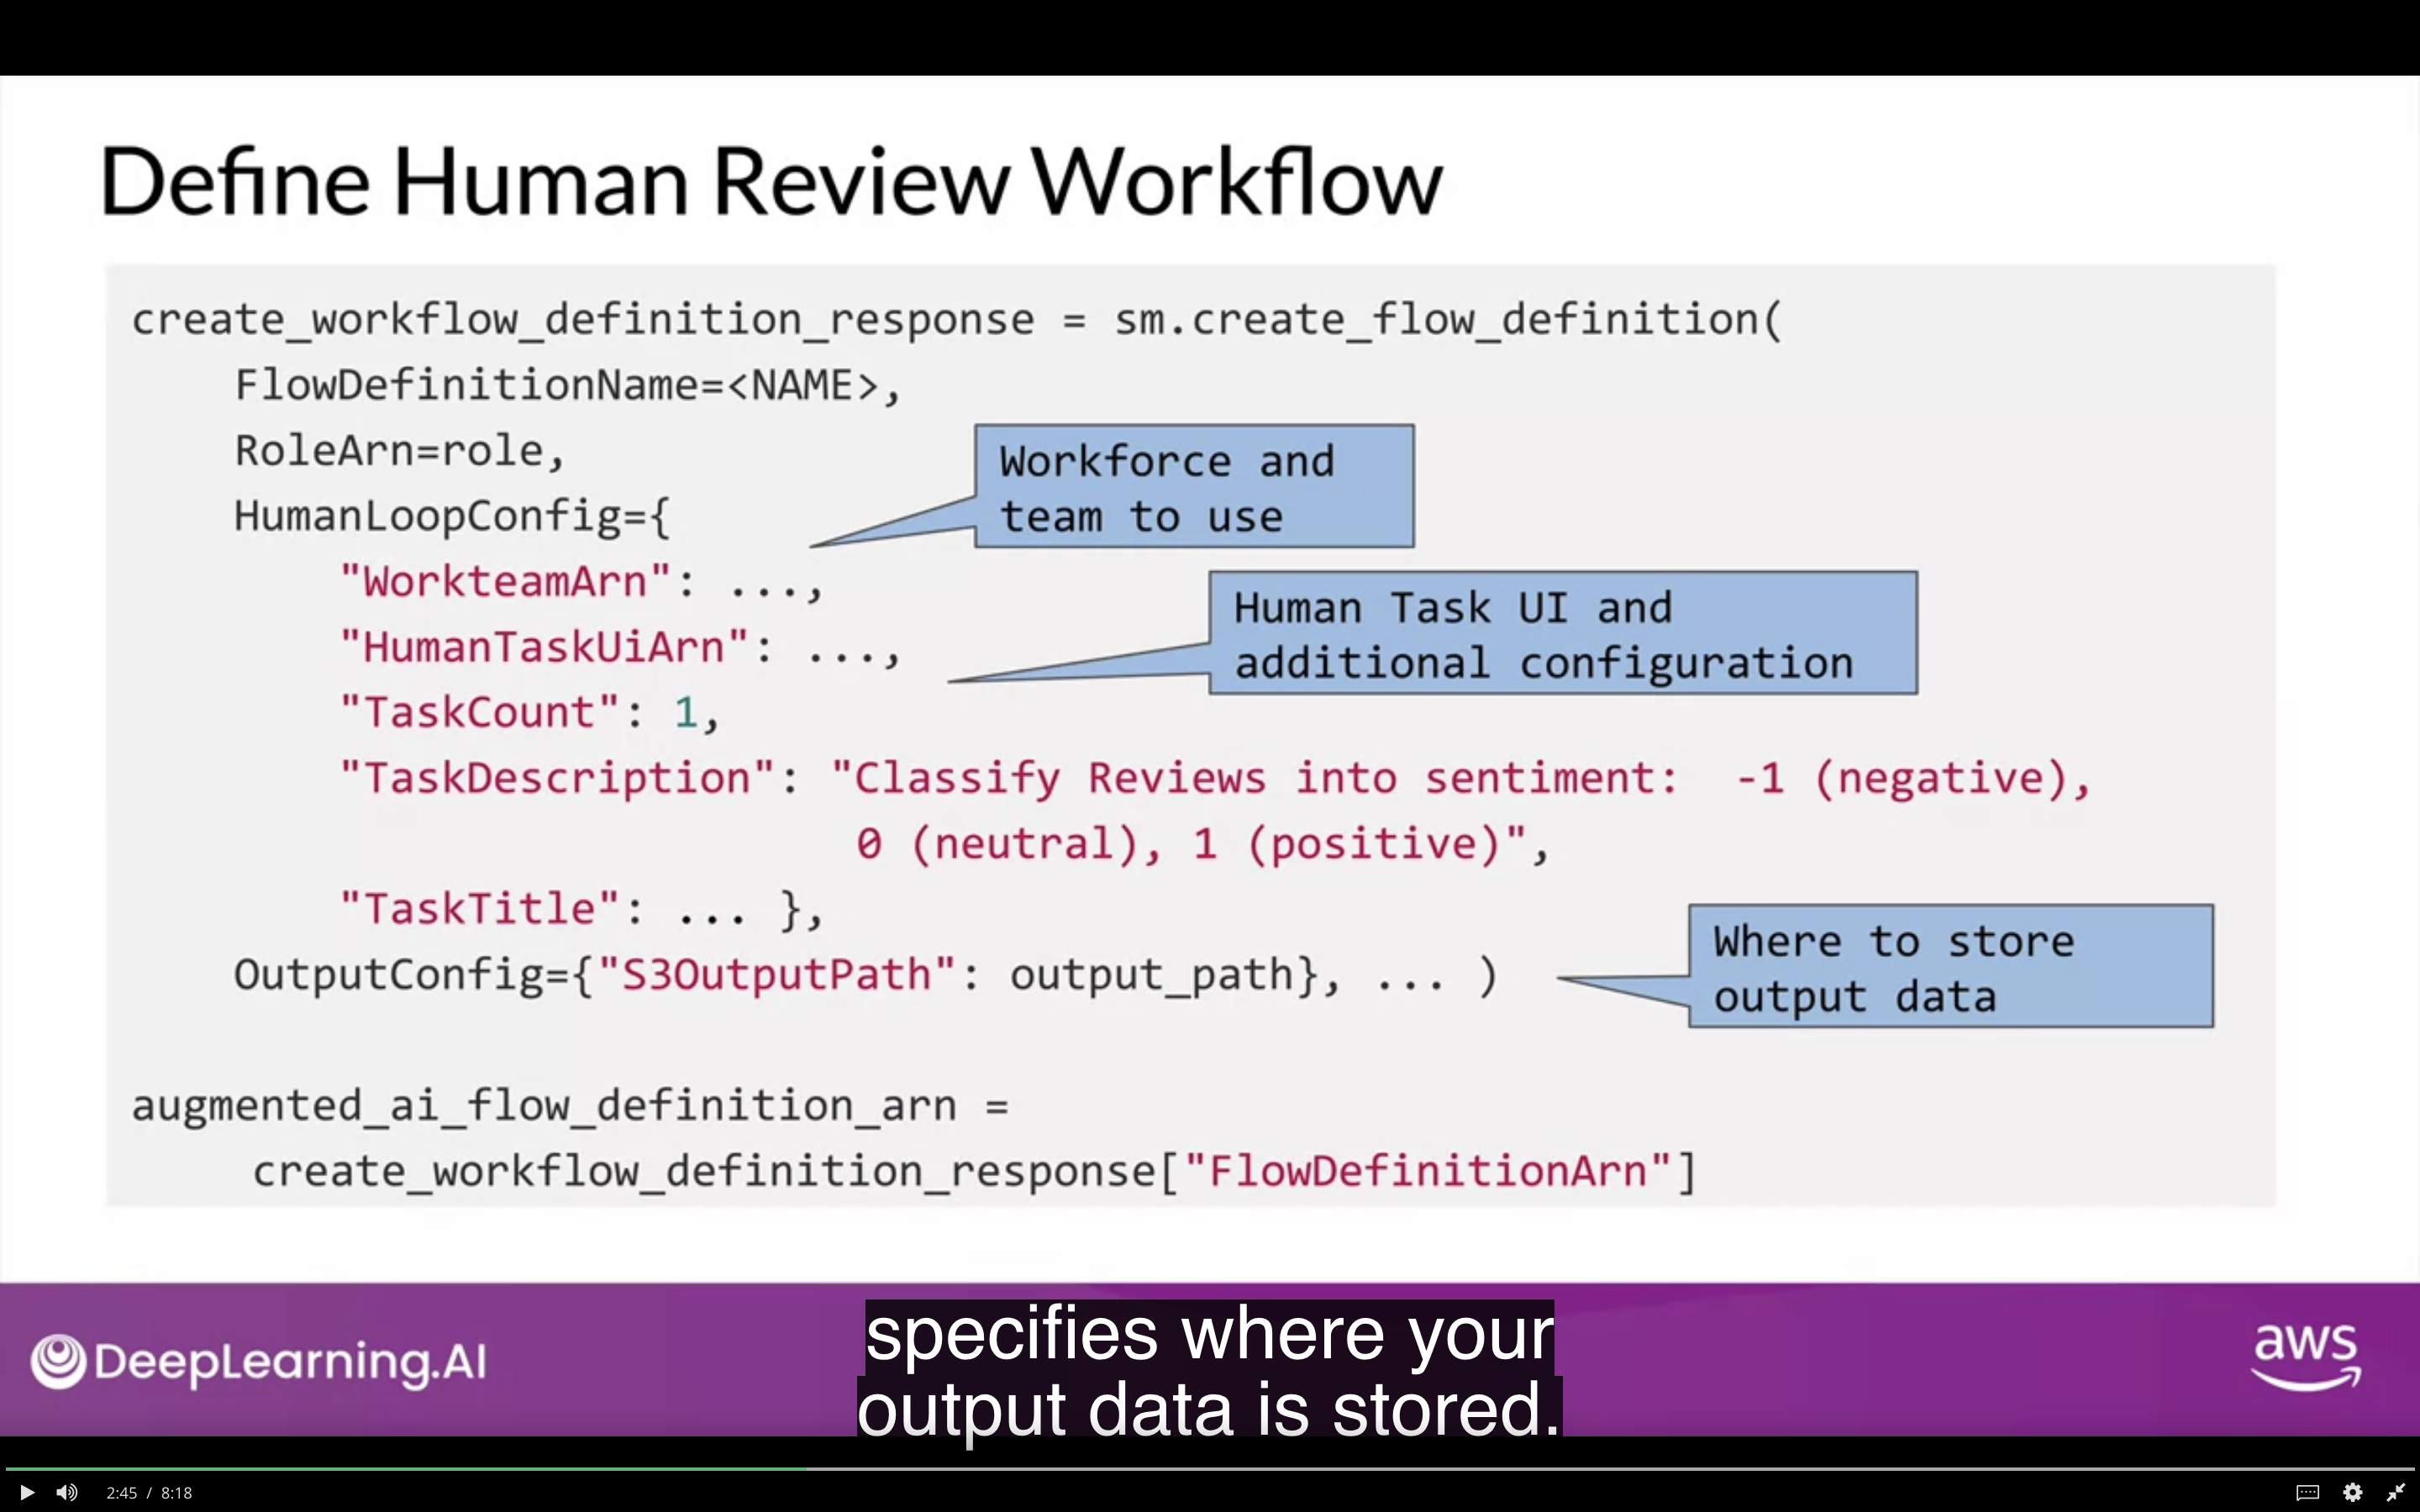 Define Human Review Workflow
create_workflow_definition_response = sm.create_flow_definition(
FlowDefinitionName=<NAME>,
RoleArn=role,
HumanLoopConfig={
Workforce and
team to use
"WorkteamArn": ...,
"HumanTaskUiArn": ...,
Human Task UI and
additional configuration
"TaskCount": 1,
"TaskDescription": "Classify Reviews into sentiment:  -1 (negative),
0 (neutral), 1 (positive)",
"TaskTitle": ... },
OutputConfig={"S3OutputPath": output_path}, ... )
Where to store
output data
augmented_ai_flow_definition_arn =
create_workflow_definition_response["FlowDefinitionArn"]
DeepLearning.AI
specifies where your
output data is stored.
aws
2:45 / 8:18